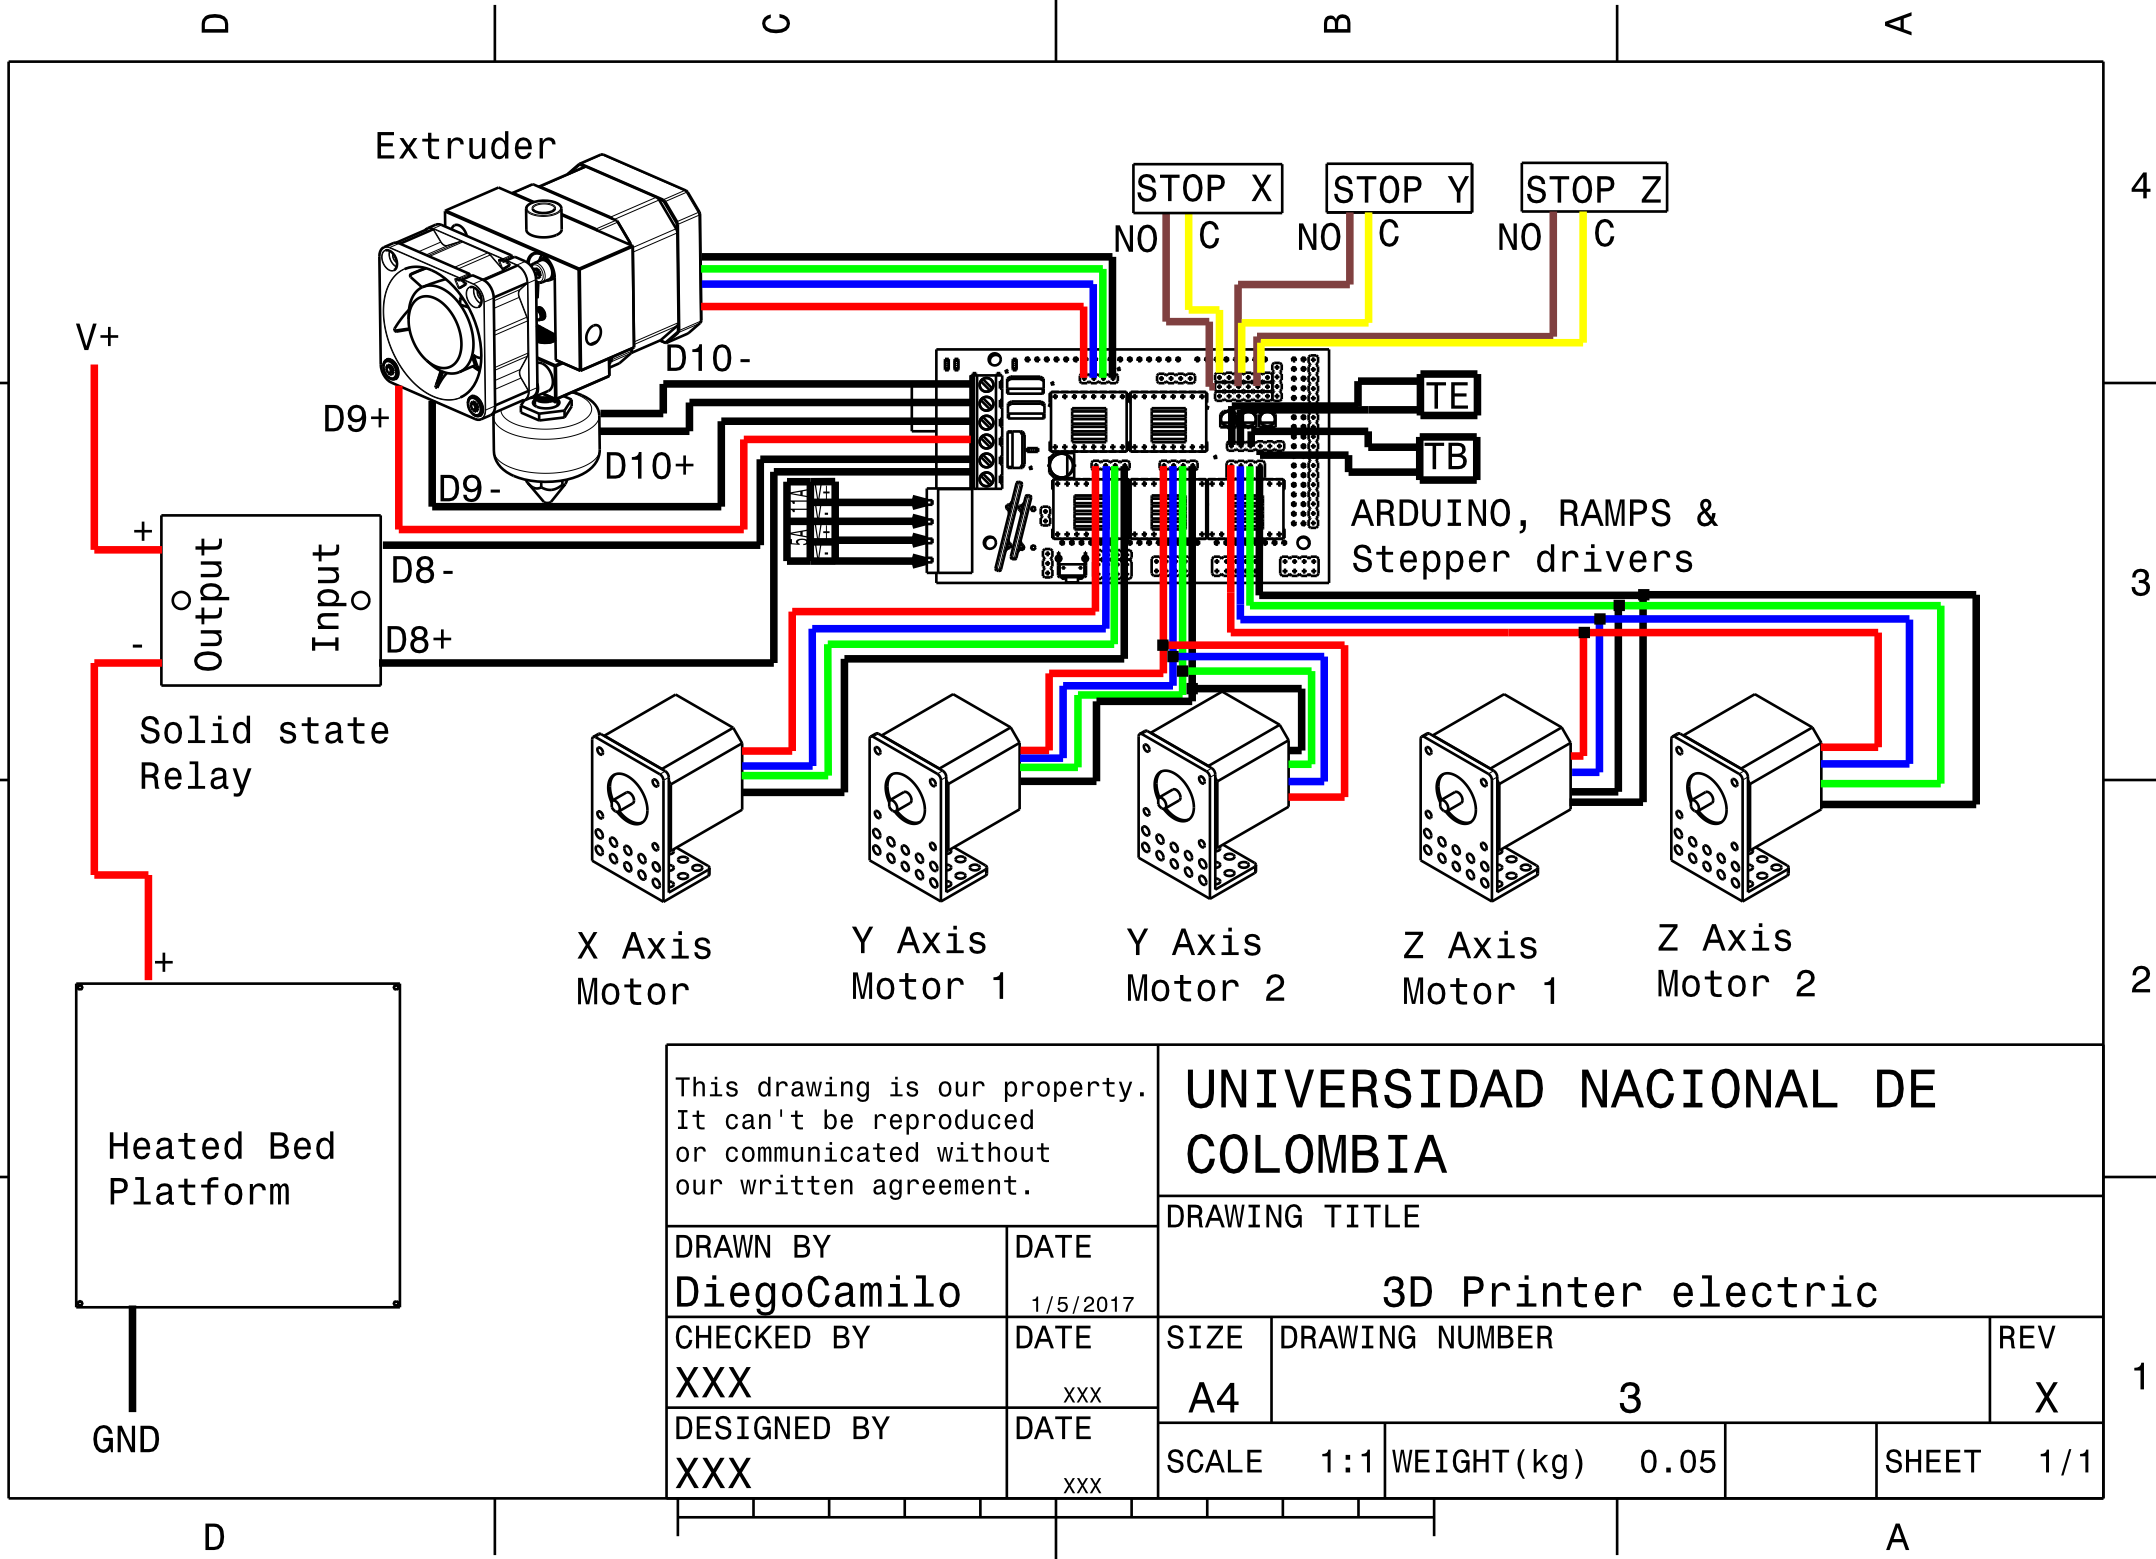 D C B A
Extruder
STOP X STOP Y STOP Z
NO C NO C NO C
4
V+
D10-
TE
D9+
D10+
TB
D9-
11A V+ -
5A V+ -
ARDUINO, RAMPS &
Stepper drivers
+
Output
Input
-
D8-
D8+
3
Solid state
Relay
X Axis
Motor
Y Axis
Motor 1
Y Axis
Motor 2
Z Axis
Motor 1
Z Axis
Motor 2
2
+
Heated Bed
Platform
GND
This drawing is our property.
It can't be reproduced
or communicated without
our written agreement.
UNIVERSIDAD NACIONAL DE
COLOMBIA
DRAWING TITLE
3D Printer electric
DRAWN BY
DiegoCamilo
DATE
1/5/2017
CHECKED BY
XXX
DATE
XXX
DESIGNED BY
XXX
DATE
XXX
SIZE
A4
DRAWING NUMBER
3
REV
X
1
SCALE 1:1
WEIGHT(kg) 0.05
SHEET 1/1
D A